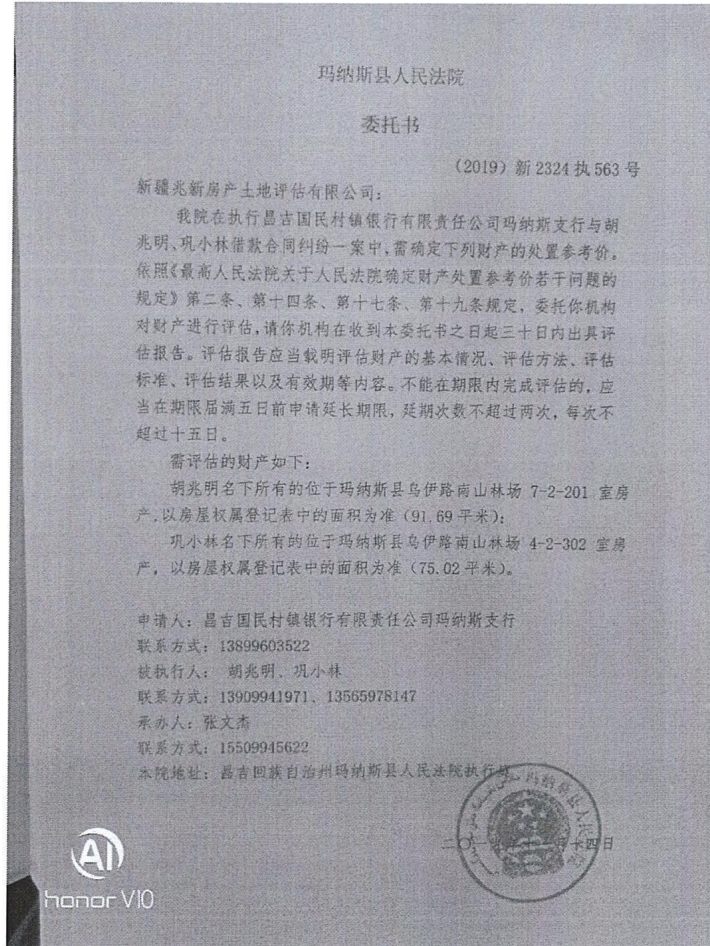 玛纳斯县人民法院
委托书
（2019）新2324执563号
新疆兆新房产土地评估有限公司：
我院在执行昌吉国民村镇银行有限责任公司玛纳斯支行与胡
兆明、巩小林借款合同纠纷一案中，需确定下列财产的处置参考价。
依照《最高人民法院关于人民法院确定财产处置参考价若干问题的
规定》第二条、第十四条、第十七条、第十九条规定，委托你机构
对财产进行评估，请你机构在收到本委托书之日起三十日内出具评
估报告。评估报告应当载明评估财产的基本情况、评估方法、评估
标准、评估结果以及有效期等内容。不能在期限内完成评估的，应
当在期限届满五日前申请延长期限，延期次数不超过两次，每次不
超过十五日。
需评估的财产如下：
胡兆明名下所有的位于玛纳斯县乌伊路南山林场 7-2-201 室房
产，以房屋权属登记表中的面积为准（91.69平米）；
巩小林名下所有的位于玛纳斯县乌伊路南山林场 4-2-302 室房
产，以房屋权属登记表中的面积为准（75.02平米）。
申请人：昌吉国民村镇银行有限责任公司玛纳斯支行
联系方式：13899603522
被执行人： 胡兆明、巩小林
联系方式：13909941971、13565978147
承办人：张文杰
联系方式：15509945622
本院地址：昌吉回族自治州玛纳斯县人民法院执行局
玛纳斯县人民法院
二〇一 十四日
AI
honor V10